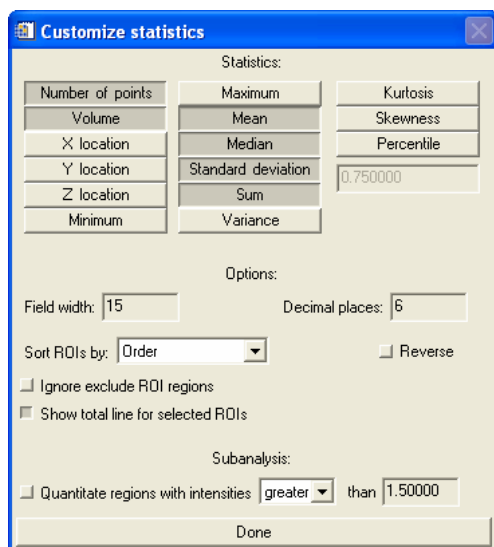 Customize statistics
Statistics:
Number of points Maximum Kurtosis
Volume Mean Skewness
X location Median Percentile
Y location Standard deviation 0.750000
Z location Sum
Minimum Variance
Options:
Field width: 15 Decimal places: 6
Sort ROIs by: Order Reverse
Ignore exclude ROI regions
Show total line for selected ROIs
Subanalysis:
Quantitate regions with intensities greater than 1.50000
Done